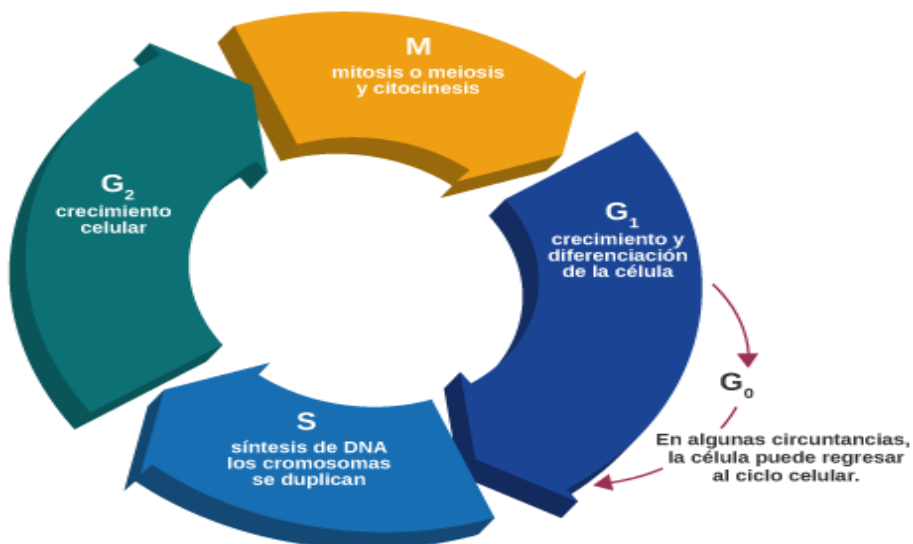 M
mitosis o meiosis
y citocinesis
G₁
crecimiento y
diferenciación
de la célula
G₀
En algunas circuntancias,
la célula puede regresar
al ciclo celular.
S
síntesis de DNA
los cromosomas
se duplican
G₂
crecimiento
celular